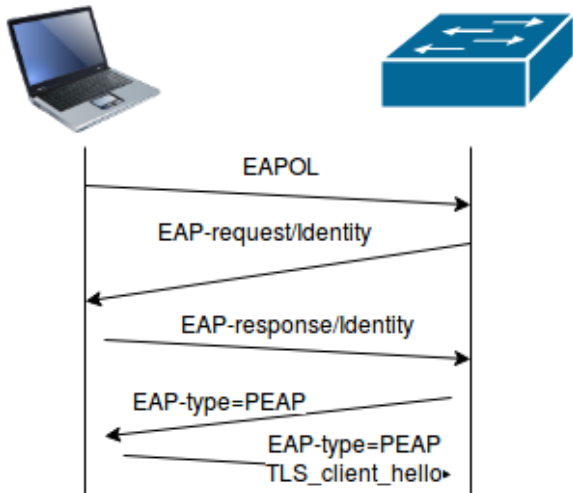 EAPOL
EAP-request/Identity
EAP-response/Identity
EAP-type=PEAP
EAP-type=PEAP
TLS_client_hello